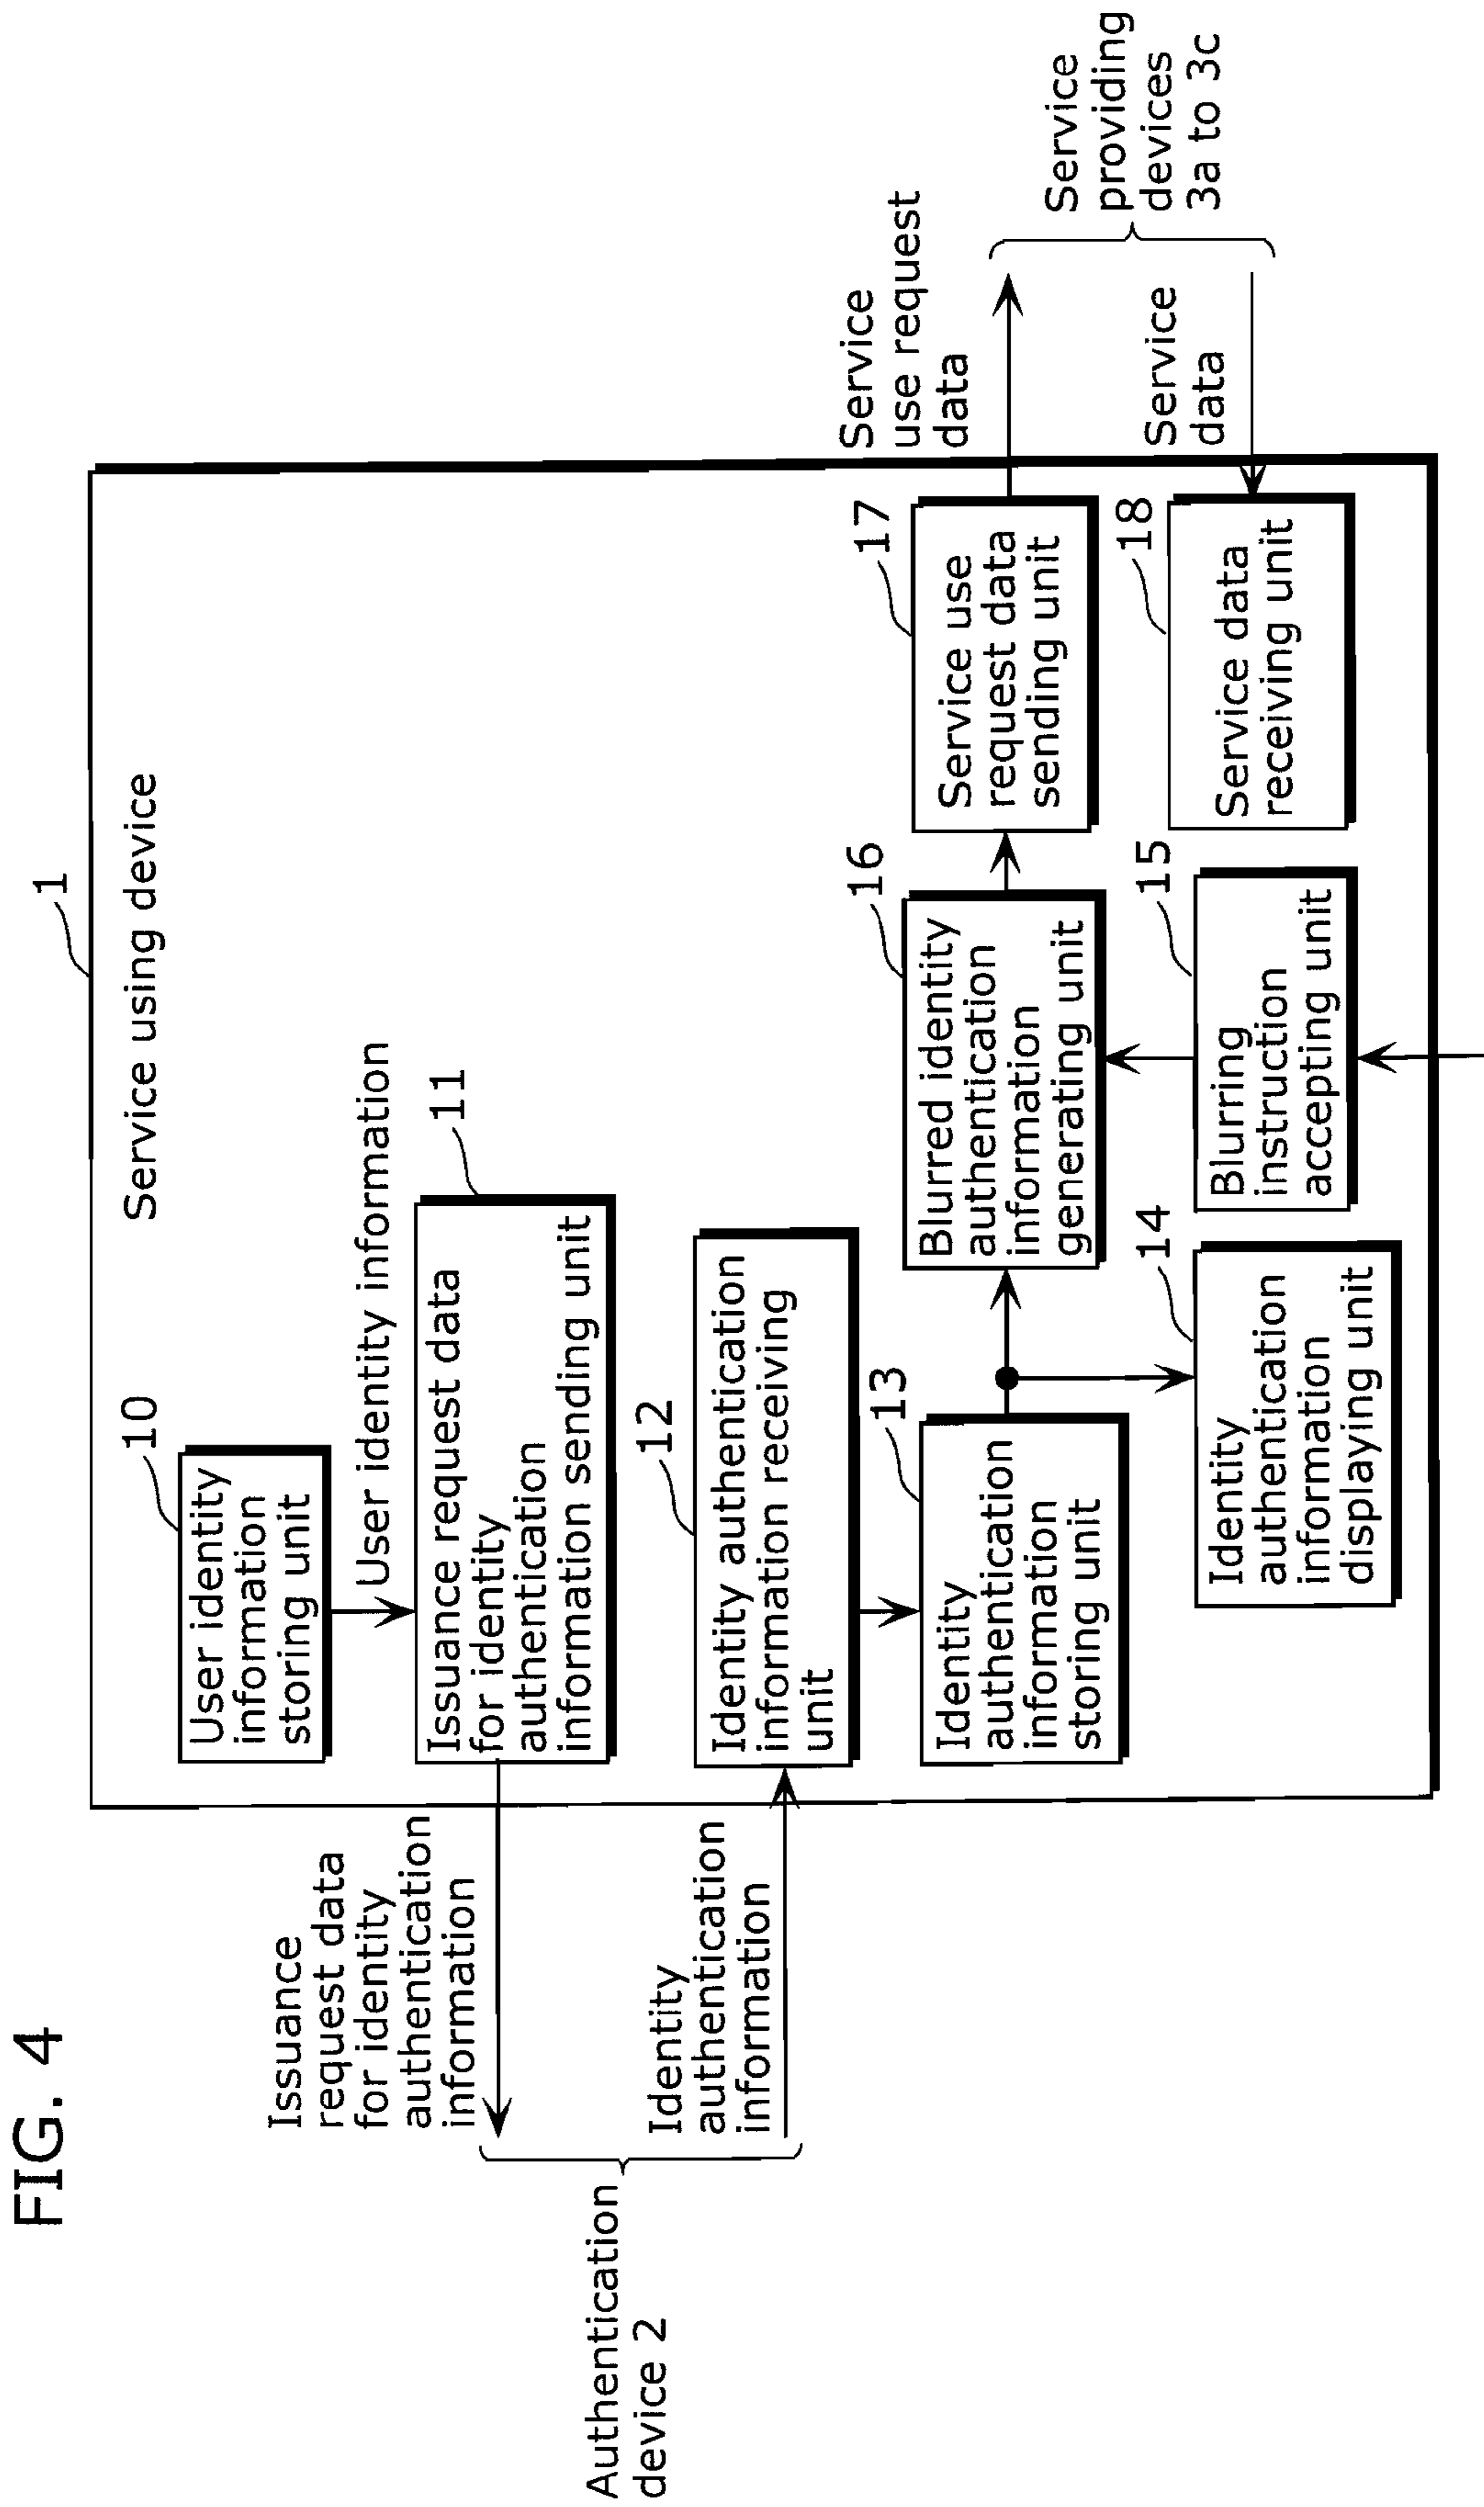 FIG. 4
1
Service using device
10
User identity
information
storing unit
User identity information
Issuance
request data
for identity
authentication
information
11
Issuance request data
for identity
authentication
information sending unit
Authentication
device 2
Identity
authentication
information
12
Identity authentication
information receiving
unit
13
Identity
authentication
information
storing unit
14
Identity
authentication
information
displaying unit
15
Blurring
instruction
accepting unit
16
Blurred identity
authentication
information
generating unit
17
Service use
request data
sending unit
18
Service data
receiving unit
Service
use request
data
Service
data
Service
providing
devices
3a to 3c